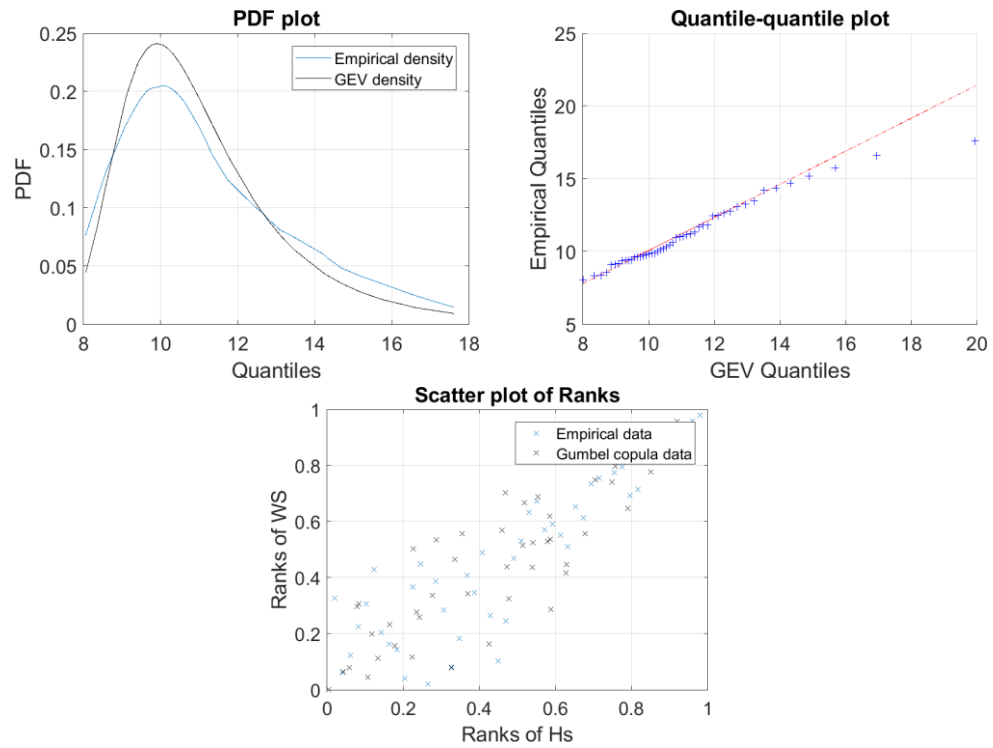 PDF plot
0.25
0.2
0.15
0.1
0.05
0
PDF
8 10 12 14 16 18
Quantiles
Empirical density
GEV density
Quantile-quantile plot
25
20
15
10
5
Empirical Quantiles
8 10 12 14 16 18 20
GEV Quantiles
Scatter plot of Ranks
1
0.8
0.6
0.4
0.2
0
Ranks of WS
0.2 0.4 0.6 0.8 1
Ranks of Hs
Empirical data
Gumbel copula data